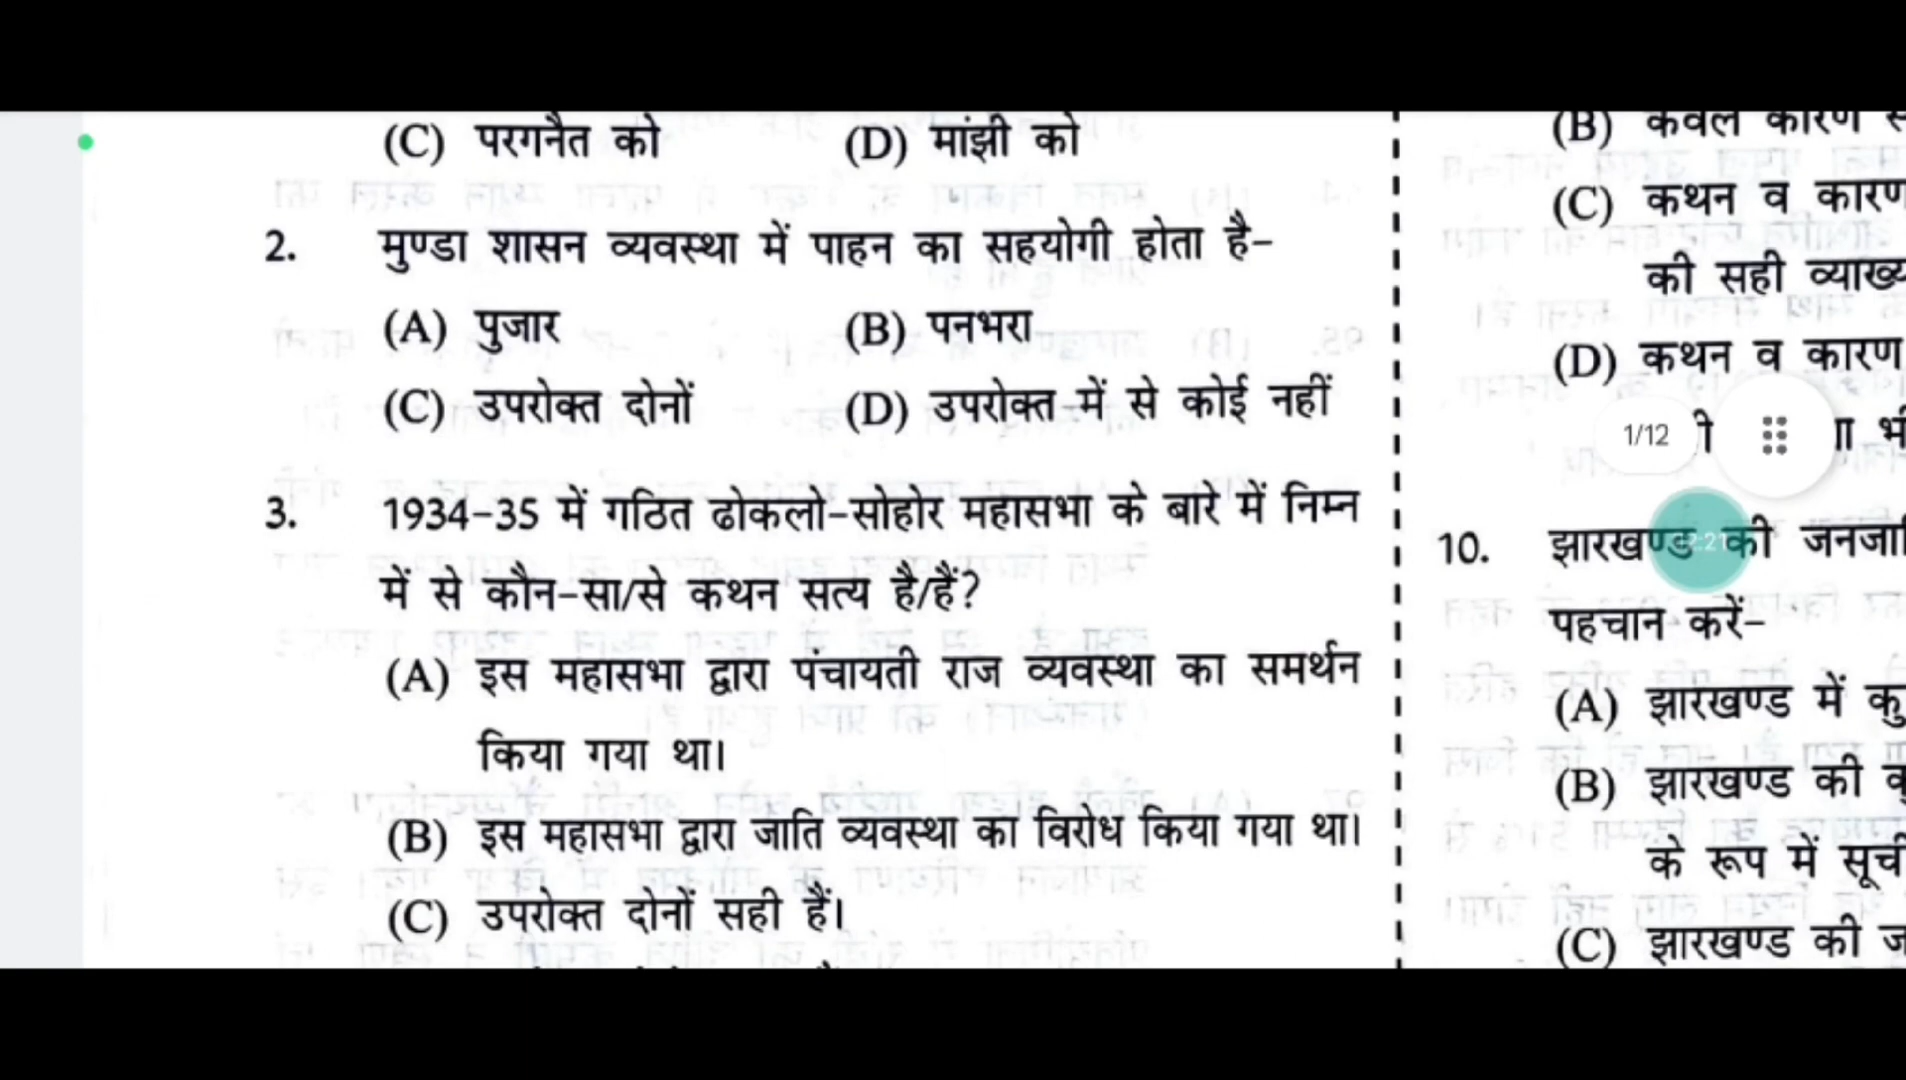 (C) परगनैत को (D) मांझी को
2. मुण्डा शासन व्यवस्था में पाहन का सहयोगी होता है-
(A) पुजार (B) पनभरा
(C) उपरोक्त दोनों (D) उपरोक्त में से कोई नहीं
3. 1934-35 में गठित ढोकलो-सोहोर महासभा के बारे में निम्न
में से कौन-सा/से कथन सत्य है/हैं?
(A) इस महासभा द्वारा पंचायती राज व्यवस्था का समर्थन
किया गया था।
(B) इस महासभा द्वारा जाति व्यवस्था का विरोध किया गया था।
(C) उपरोक्त दोनों सही हैं।
(B) केवल कारण
(C) कथन व कारण
की सही
(D) कथन व कारण
1/12
10. झारखण्ड की
पहचान करें-
(A) झारखण्ड में
(B) झारखण्ड की
के रूप में
(C) झारखण्ड की